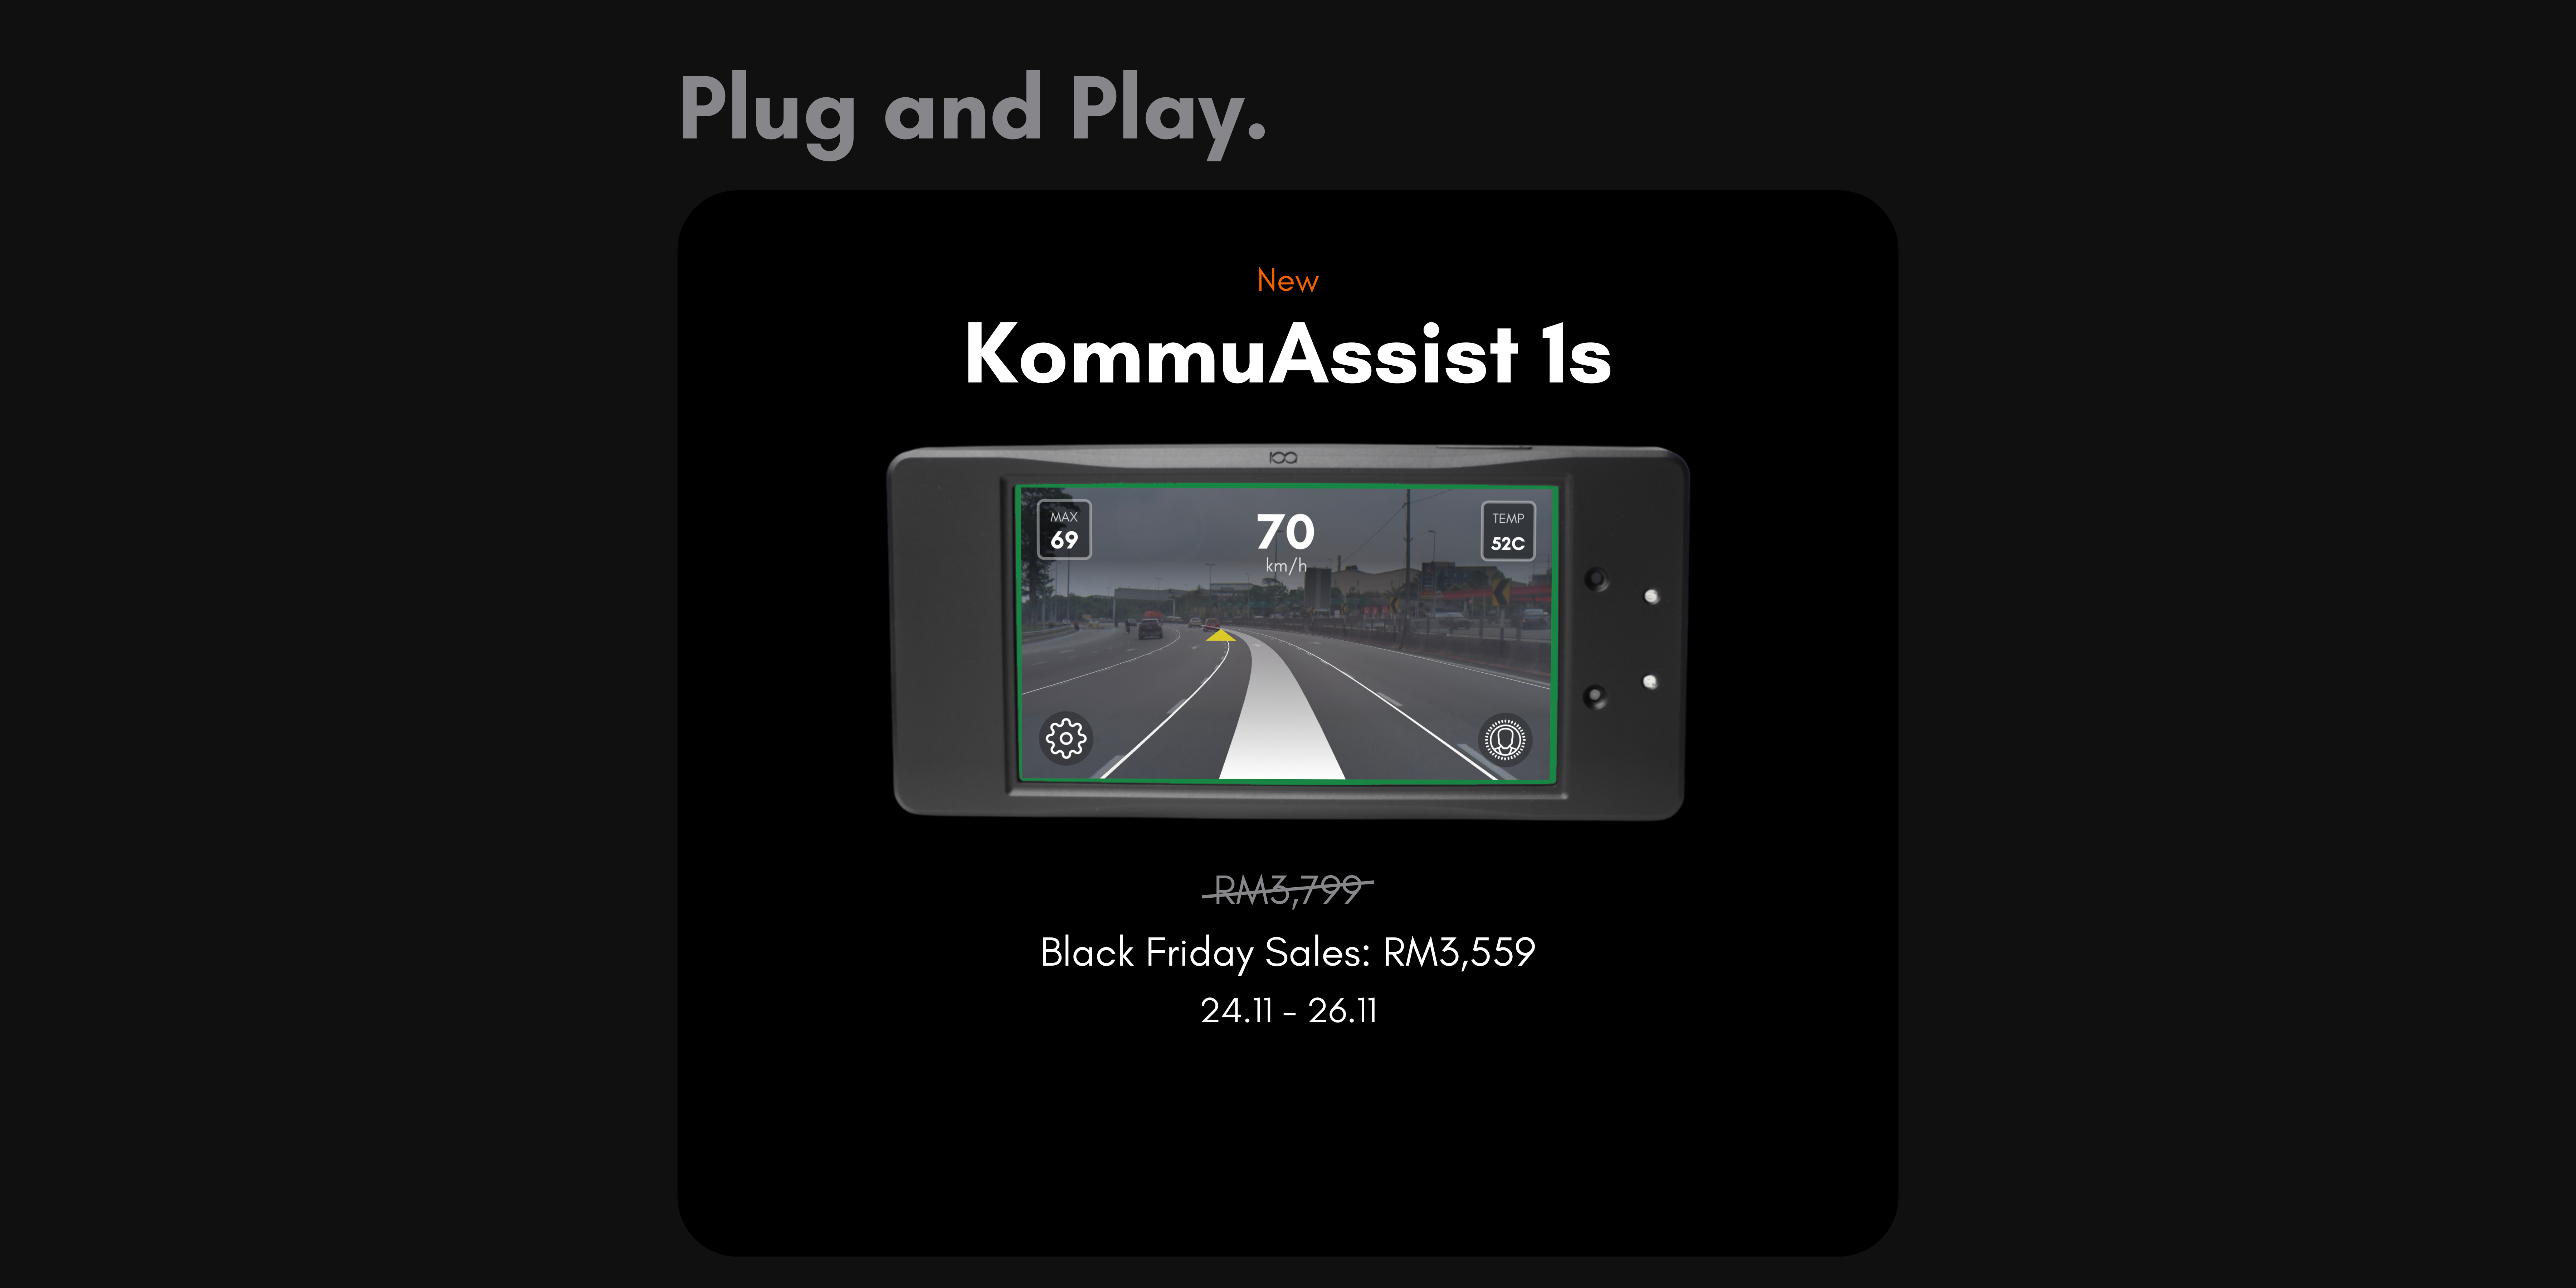 Plug and Play.
New
KommuAssist 1s
MAX
69
70
km/h
TEMP
52C
RM3,799
Black Friday Sales: RM3,559
24.11 - 26.11